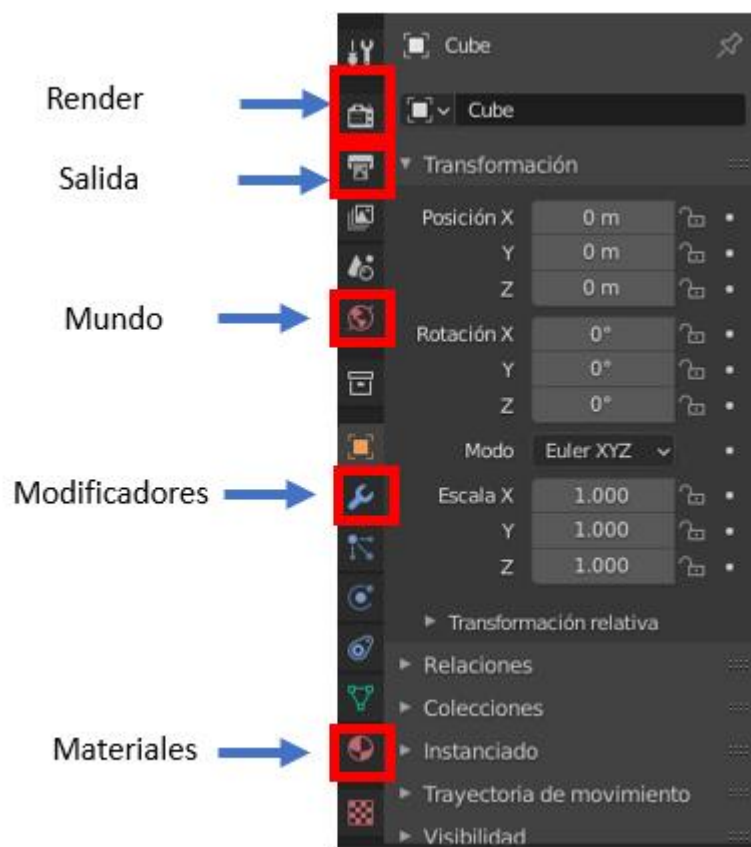 Cube
Render
Cube
Salida
Transformación
Posición X 0 m
Y 0 m
Z 0 m
Mundo
Rotación X 0°
Y 0°
Z 0°
Modo Euler XYZ
Modificadores
Escala X 1.000
Y 1.000
Z 1.000
Transformación relativa
Relaciones
Colecciones
Materiales
Instanciado
Trayectoria de movimiento
Visibilidad